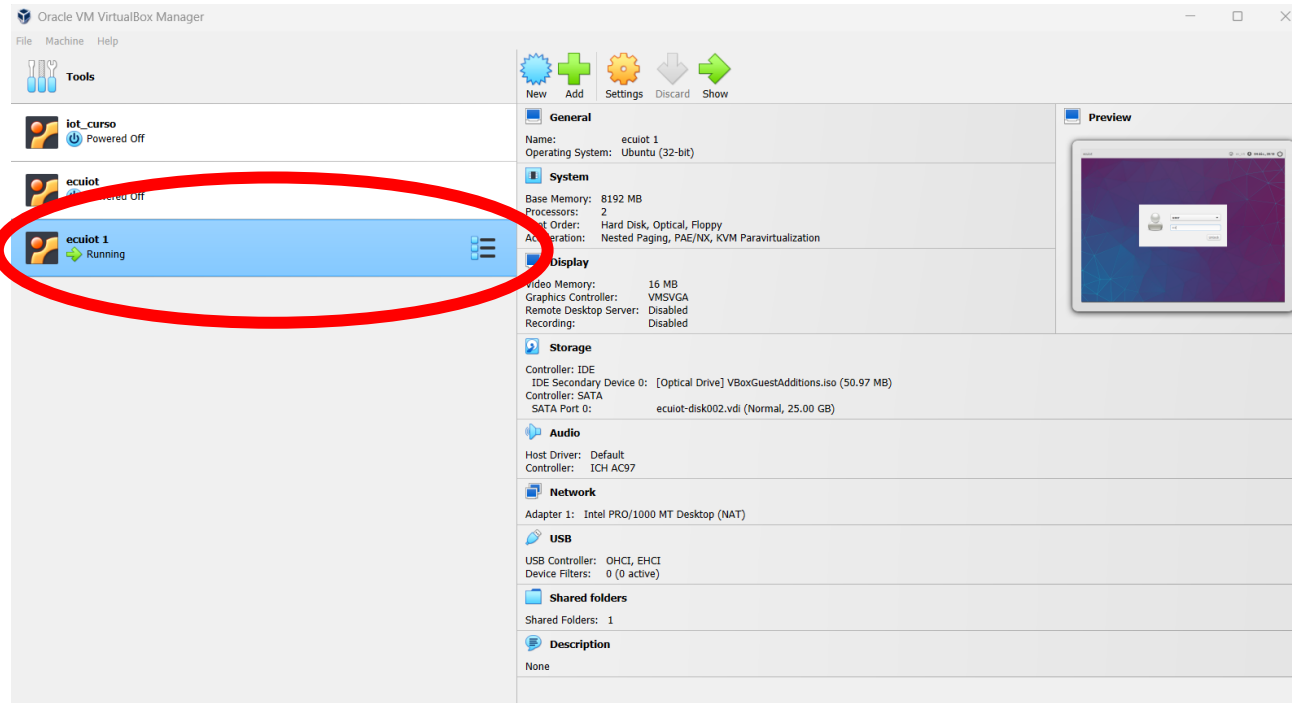 Oracle VM VirtualBox Manager
File Machine Help
Tools
New Add Settings Discard Show
iot_curso
Powered Off
ecuiot
Off
ecuiot 1
Running
General
Name: ecuiot 1
Operating System: Ubuntu (32-bit)
System
Base Memory: 8192 MB
Processors: 2
Order: Hard Disk, Optical, Floppy
Nested Paging, PAE/NX, KVM Paravirtualization
Display
Video Memory: 16 MB
Graphics Controller: VMSVGA
Remote Desktop Server: Disabled
Recording: Disabled
Storage
Controller: IDE
IDE Secondary Device 0: [Optical Drive] VBoxGuestAdditions.iso (50.97 MB)
Controller: SATA
SATA Port 0: ecuiot-disk002.vdi (Normal, 25.00 GB)
Audio
Host Driver: Default
Controller: ICH AC97
Network
Adapter 1: Intel PRO/1000 MT Desktop (NAT)
USB
USB Controller: OHCI, EHCI
Device Filters: 0 (0 active)
Shared folders
Shared Folders: 1
Description
None
Preview